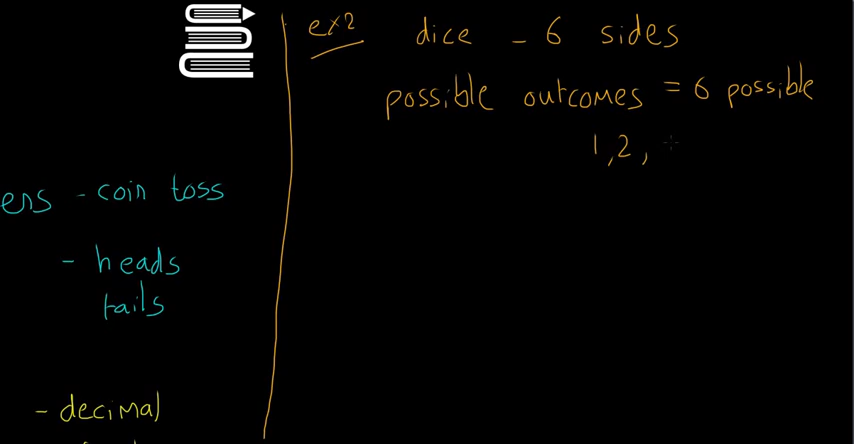 ex2 dice - 6 sides
possible outcomes = 6 possible
1, 2,
ens - coin toss
- heads
tails
- decimal